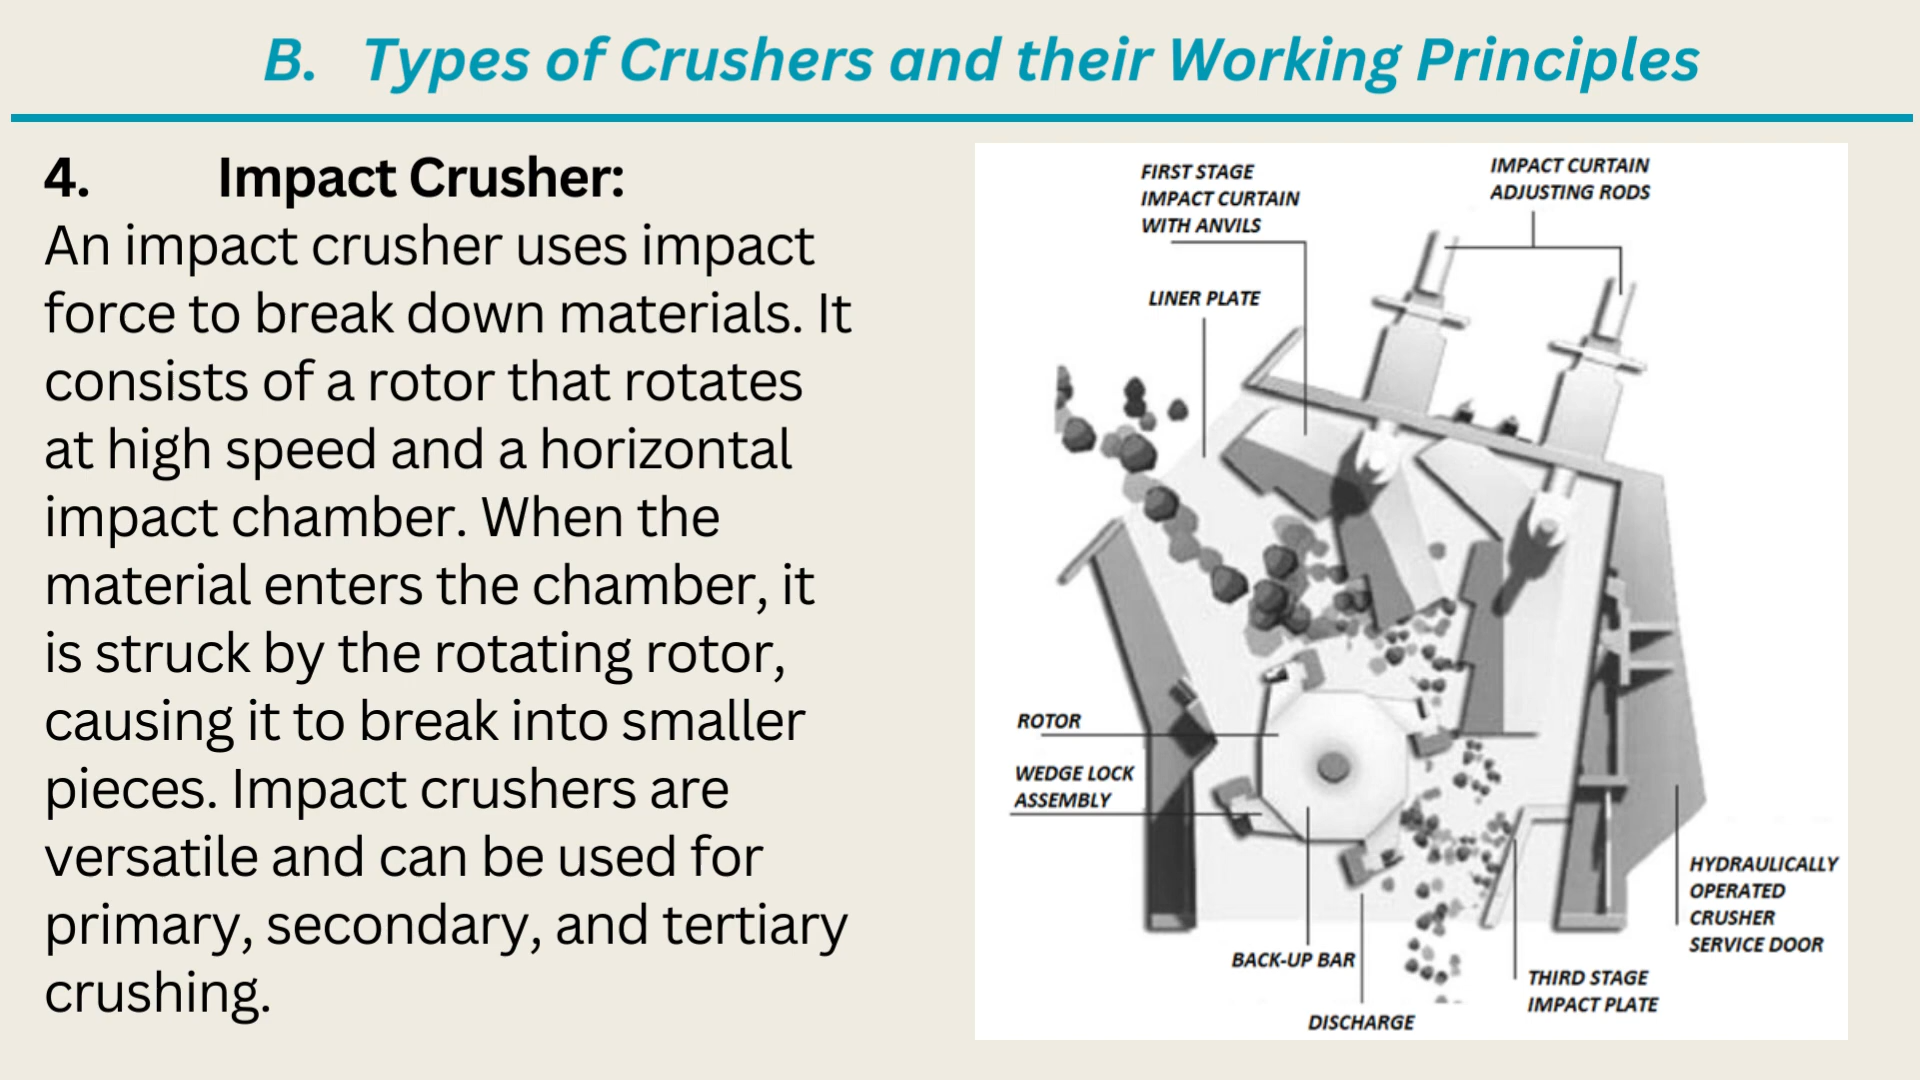 B. Types of Crushers and their Working Principles
4. Impact Crusher:
An impact crusher uses impact
force to break down materials. It
consists of a rotor that rotates
at high speed and a horizontal
impact chamber. When the
material enters the chamber, it
is struck by the rotating rotor,
causing it to break into smaller
pieces. Impact crushers are
versatile and can be used for
primary, secondary, and tertiary
crushing.
FIRST STAGE
IMPACT CURTAIN
WITH ANVILS
IMPACT CURTAIN
ADJUSTING RODS
LINER PLATE
ROTOR
WEDGE LOCK
ASSEMBLY
BACK-UP BAR
DISCHARGE
THIRD STAGE
IMPACT PLATE
HYDRAULICALLY
OPERATED
CRUSHER
SERVICE DOOR